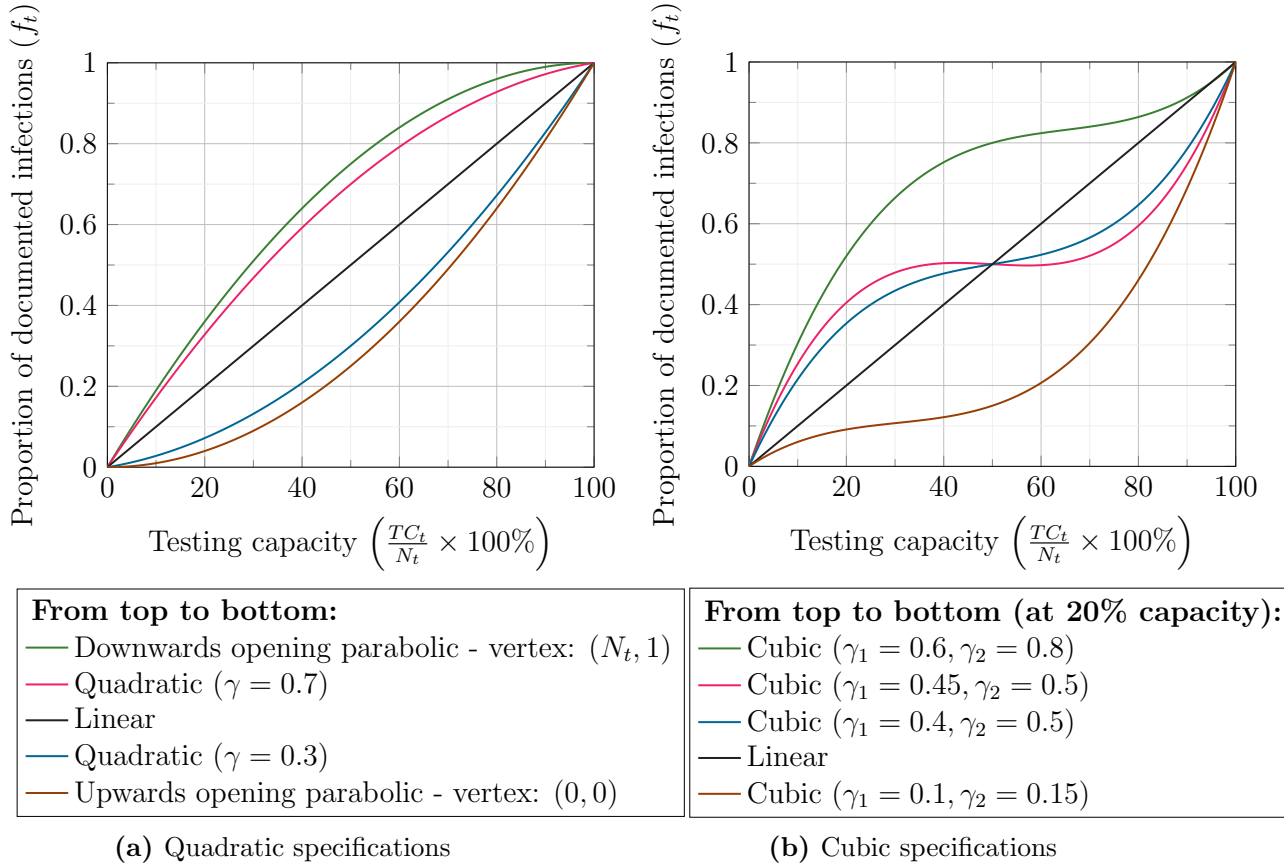 Proportion of documented infections (f_t)
1
0.8
0.6
0.4
0.2
0
0 20 40 60 80 100
Testing capacity (TC_t/N_t × 100%)
From top to bottom:
Downwards opening parabolic - vertex: (N_t, 1)
Quadratic (γ = 0.7)
Linear
Quadratic (γ = 0.3)
Upwards opening parabolic - vertex: (0, 0)
(a) Quadratic specifications
Proportion of documented infections (f_t)
1
0.8
0.6
0.4
0.2
0
0 20 40 60 80 100
Testing capacity (TC_t/N_t × 100%)
From top to bottom (at 20% capacity):
Cubic (γ_1 = 0.6, γ_2 = 0.8)
Cubic (γ_1 = 0.45, γ_2 = 0.5)
Cubic (γ_1 = 0.4, γ_2 = 0.5)
Linear
Cubic (γ_1 = 0.1, γ_2 = 0.15)
(b) Cubic specifications